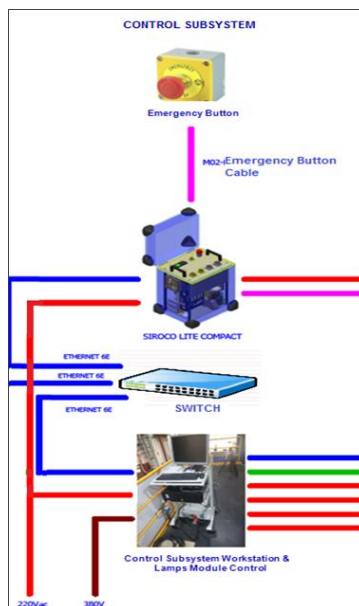 CONTROL SUBSYSTEM
Emergency Button
Emergency Button
Cable
SIROCO LITE COMPACT
ETHERNET 6E
ETHERNET 6E
ETHERNET 6E
SWITCH
Control Subsystem Workstation &
Lamps Module Control
220Vac
380V